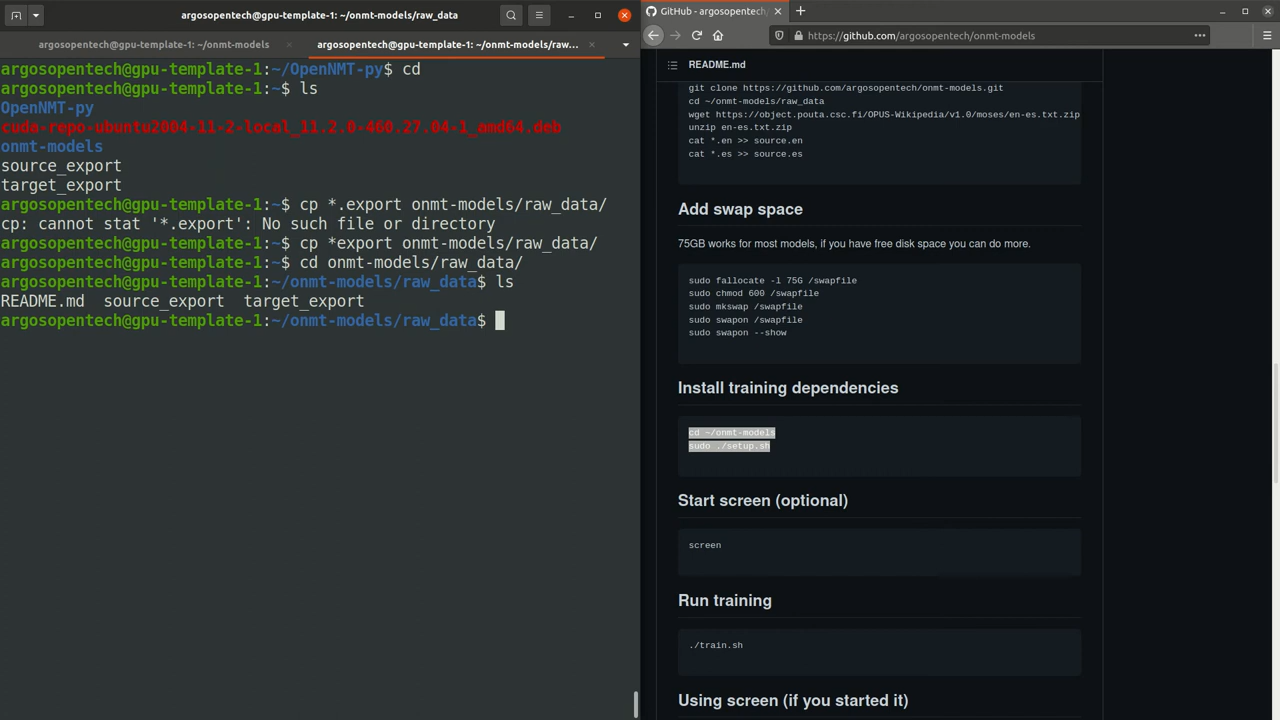 argosopentech@gpu-template-1: ~/onmt-models/raw_data
argosopentech@gpu-template-1: ~/onmt-models
argosopentech@gpu-template-1: ~/onmt-models/raw...
argosopentech@gpu-template-1:~/OpenNMT-py$ cd
argosopentech@gpu-template-1:~$ ls
OpenNMT-py
cuda-repo-ubuntu2004-11-2-local_11.2.0-460.27.04-1_amd64.deb
onmt-models
source_export
target_export
argosopentech@gpu-template-1:~$ cp *.export onmt-models/raw_data/
cp: cannot stat '*.export': No such file or directory
argosopentech@gpu-template-1:~$ cp *export onmt-models/raw_data/
argosopentech@gpu-template-1:~$ cd onmt-models/raw_data/
argosopentech@gpu-template-1:~/onmt-models/raw_data$ ls
README.md  source_export  target_export
argosopentech@gpu-template-1:~/onmt-models/raw_data$
GitHub - argosopentech/
https://github.com/argosopentech/onmt-models
README.md
git clone https://github.com/argosopentech/onmt-models.git
cd ~/onmt-models/raw_data
wget https://object.pouta.csc.fi/OPUS-Wikipedia/v1.0/moses/en-es.txt.zip
unzip en-es.txt.zip
cat *.en >> source.en
cat *.es >> source.es
Add swap space
75GB works for most models, if you have free disk space you can do more.
sudo fallocate -l 75G /swapfile
sudo chmod 600 /swapfile
sudo mkswap /swapfile
sudo swapon /swapfile
sudo swapon --show
Install training dependencies
cd ~/onmt-models
sudo ./setup.sh
Start screen (optional)
screen
Run training
./train.sh
Using screen (if you started it)